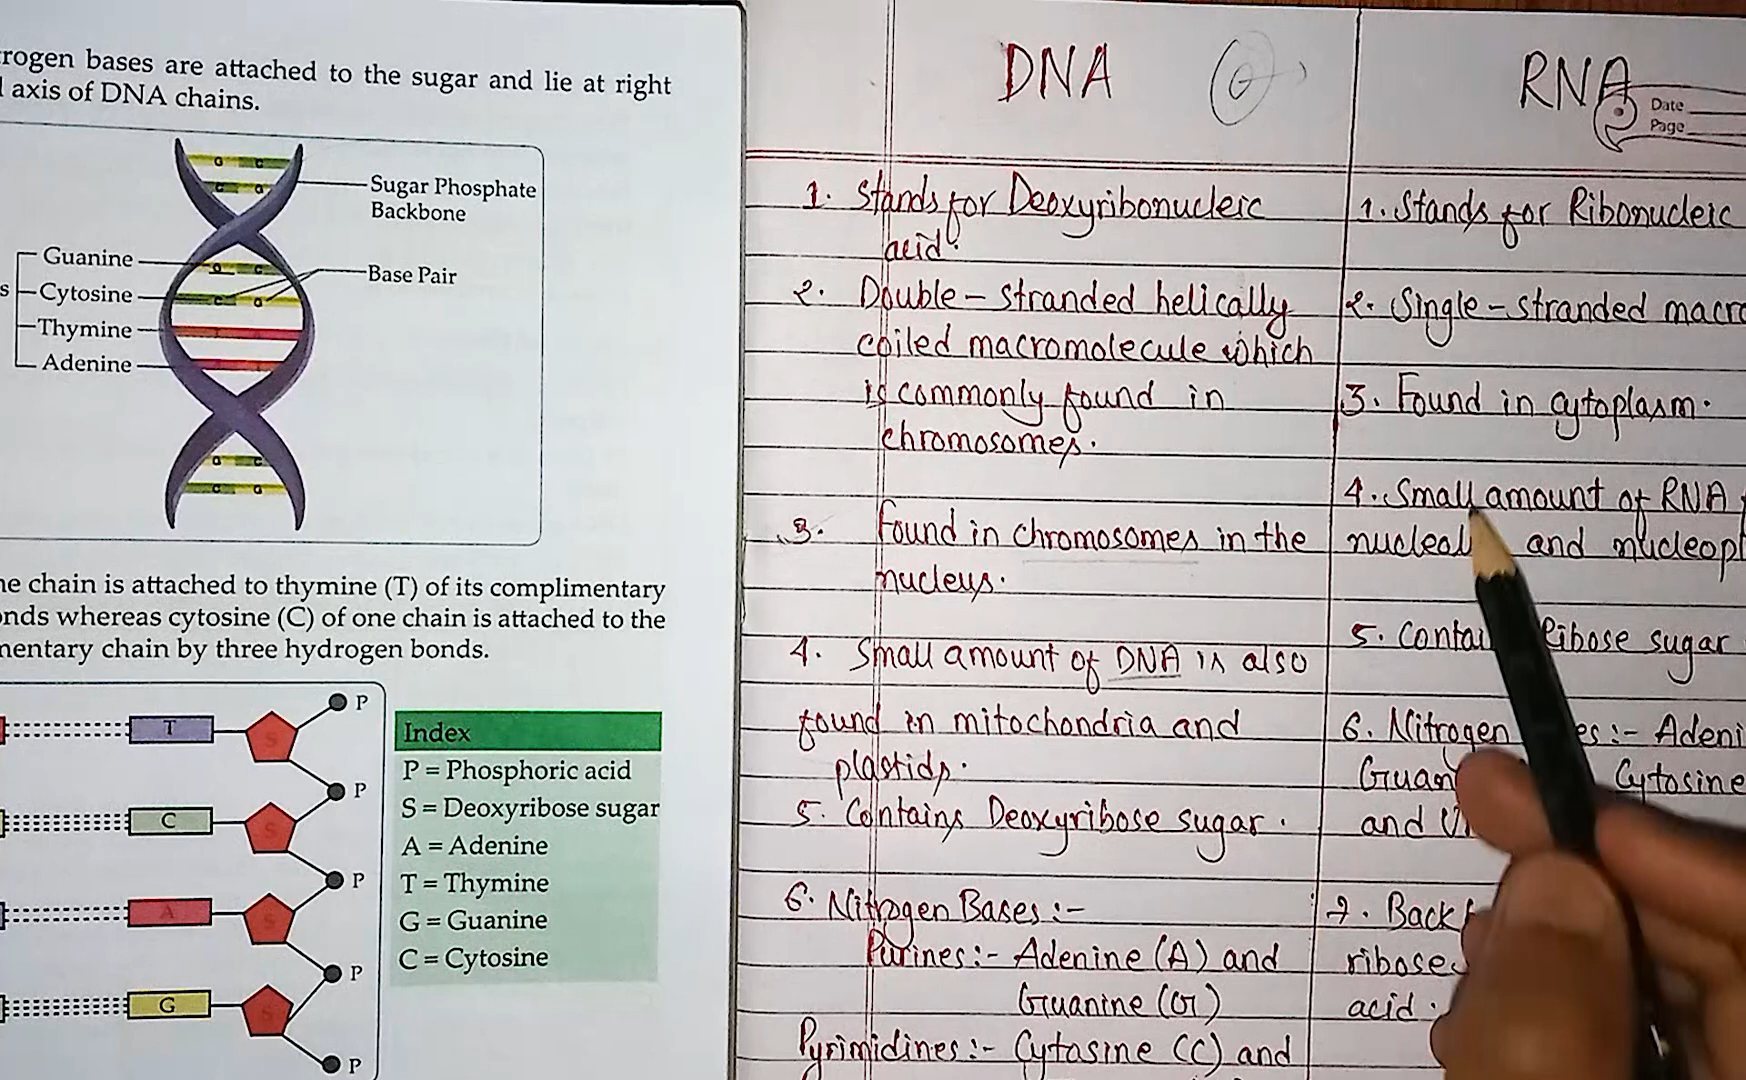 rogen bases are attached to the sugar and lie at right
axis of DNA chains.
G C
C G
Sugar Phosphate
Backbone
Guanine
G C
Base Pair
s
Cytosine
C G
Thymine
Adenine
G C
C G
ne chain is attached to thymine (T) of its complimentary
onds whereas cytosine (C) of one chain is attached to the
mentary chain by three hydrogen bonds.
T S P
P
C S
P
A S
P
G S
P
Index
P = Phosphoric acid
S = Deoxyribose sugar
A = Adenine
T = Thymine
G = Guanine
C = Cytosine
DNA
1. Stands for Deoxyribonucleic
acid.
2. Double-stranded helically
coiled macromolecule which
is commonly found in
chromosomes.
3. Found in chromosomes in the
nucleus.
4. Small amount of DNA is also
found in mitochondria and
plastids.
5. Contains Deoxyribose sugar.
6. Nitrogen Bases:-
Purines:- Adenine (A) and
Guanine (G)
Pyrimidines:- Cytosine (C) and
RNA
Date
Page
1. Stands for Ribonucleic
2. Single-stranded macro
3. Found in cytoplasm.
4. Small amount of RNA
and nucleopl
5. Ribose sugar
6. Nitrogen es:- Adeni
Guan Cytosine
and
7. Back
ribose
acid.